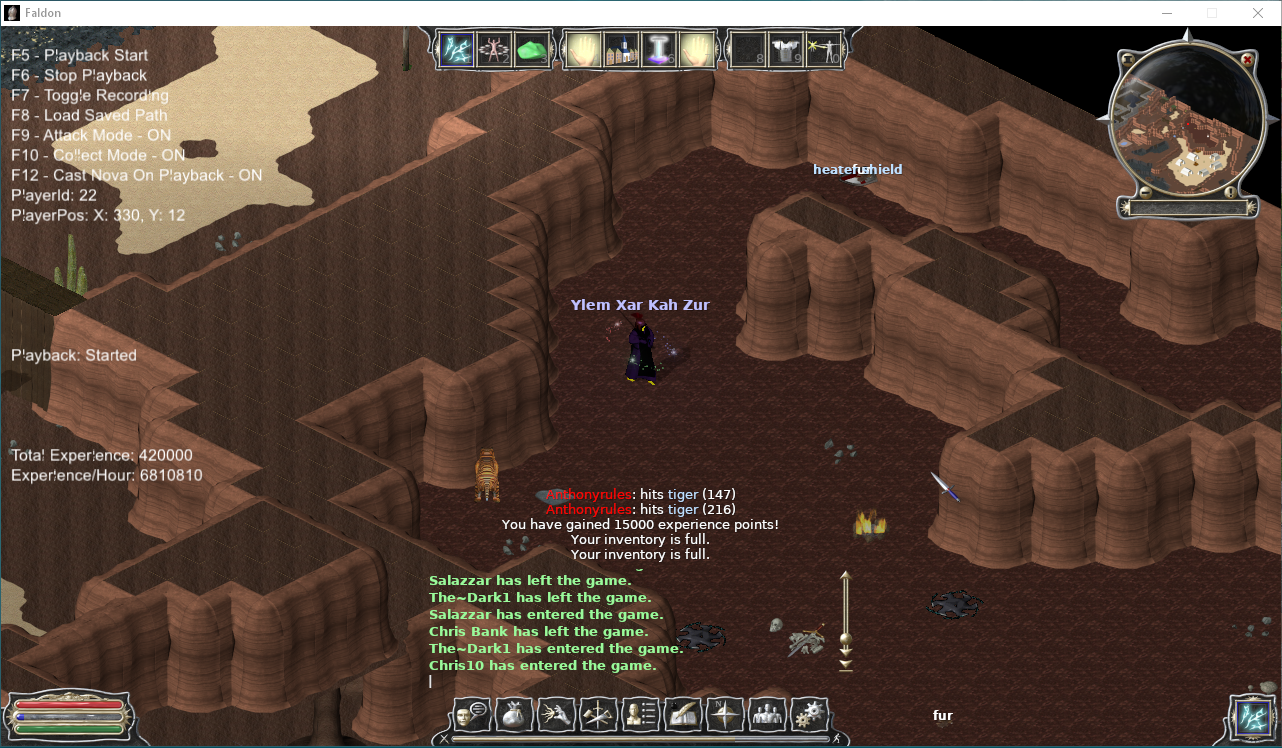 Faldon
F5 - Playback Start
F6 - Stop Playback
F7 - Toggle Recording
F8 - Load Saved Path
F9 - Attack Mode - ON
F10 - Collect Mode - ON
F12 - Cast Nova On Playback - ON
PlayerId: 22
PlayerPos: X: 330, Y: 12
8
9
0
fur
Ylem Xar Kah Zur
Playback: Started
Total Experience: 420000
Experience/Hour: 6810810
Anthonyrules: hits tiger (147)
Anthonyrules: hits tiger (216)
You have gained 15000 experience points!
Your inventory is full.
Your inventory is full.
Salazzar has left the game.
The~Dark1 has left the game.
Salazzar has entered the game.
Chris Bank has left the game.
The~Dark1 has entered the game.
Chris10 has entered the game.
N
fur